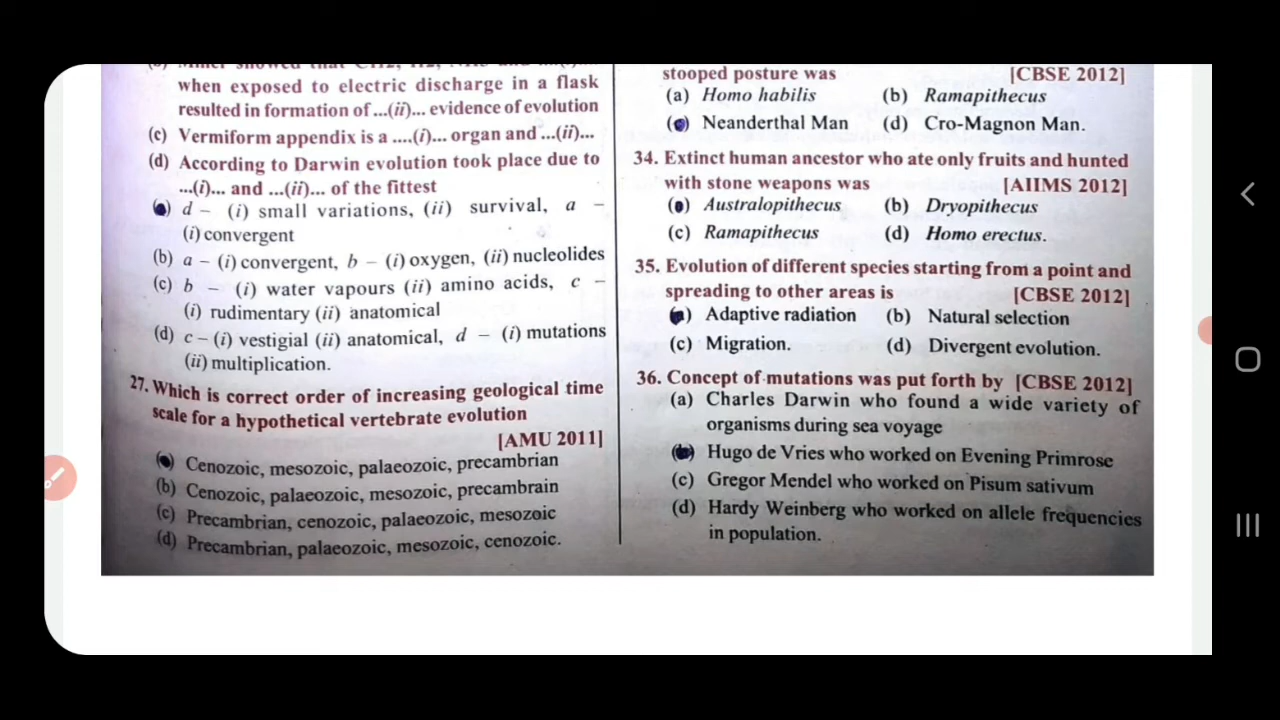 when exposed to electric discharge in a flask
resulted in formation of ...(ii)... evidence of evolution
(c) Vermiform appendix is a ....(i)... organ and ...(ii)...
(d) According to Darwin evolution took place due to
...(i)... and ...(ii)... of the fittest
(a) d – (i) small variations, (ii) survival, a –
(i) convergent
(b) a – (i) convergent, b – (i) oxygen, (ii) nucleolides
(c) b – (i) water vapours (ii) amino acids, c –
(i) rudimentary (ii) anatomical
(d) c – (i) vestigial (ii) anatomical, d – (i) mutations
(ii) multiplication.
27. Which is correct order of increasing geological time
scale for a hypothetical vertebrate evolution
[AMU 2011]
(a) Cenozoic, mesozoic, palaeozoic, precambrian
(b) Cenozoic, palaeozoic, mesozoic, precambrain
(c) Precambrian, cenozoic, palaeozoic, mesozoic
(d) Precambrian, palaeozoic, mesozoic, cenozoic.
stooped posture was [CBSE 2012]
(a) Homo habilis (b) Ramapithecus
(c) Neanderthal Man (d) Cro-Magnon Man.
34. Extinct human ancestor who ate only fruits and hunted
with stone weapons was [AIIMS 2012]
(a) Australopithecus (b) Dryopithecus
(c) Ramapithecus (d) Homo erectus.
35. Evolution of different species starting from a point and
spreading to other areas is [CBSE 2012]
(a) Adaptive radiation (b) Natural selection
(c) Migration. (d) Divergent evolution.
36. Concept of mutations was put forth by [CBSE 2012]
(a) Charles Darwin who found a wide variety of
organisms during sea voyage
(b) Hugo de Vries who worked on Evening Primrose
(c) Gregor Mendel who worked on Pisum sativum
(d) Hardy Weinberg who worked on allele frequencies
in population.